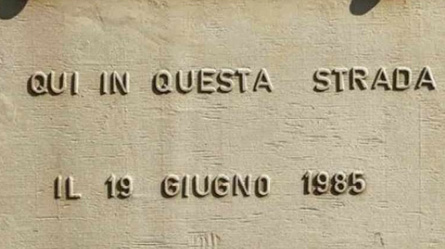 QUI IN QUESTA STRADA
IL 19 GIUGNO 1985